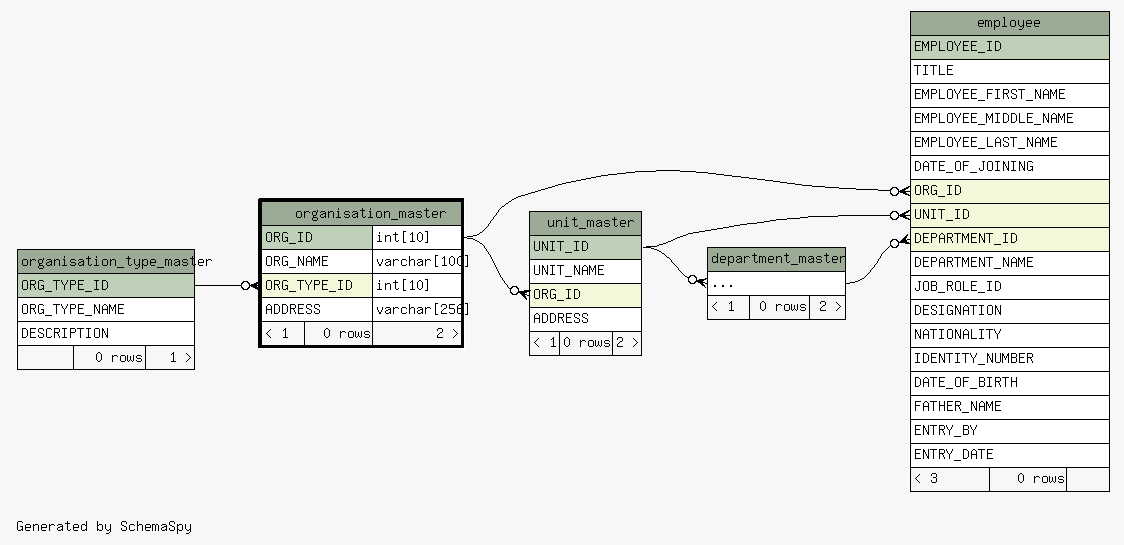 employee
EMPLOYEE_ID
TITLE
EMPLOYEE_FIRST_NAME
EMPLOYEE_MIDDLE_NAME
EMPLOYEE_LAST_NAME
DATE_OF_JOINING
ORG_ID
UNIT_ID
DEPARTMENT_ID
DEPARTMENT_NAME
JOB_ROLE_ID
DESIGNATION
NATIONALITY
IDENTITY_NUMBER
DATE_OF_BIRTH
FATHER_NAME
ENTRY_BY
ENTRY_DATE
< 3 0 rows
organisation_master
ORG_ID int[10]
ORG_NAME varchar[100]
ORG_TYPE_ID int[10]
ADDRESS varchar[256]
< 1 0 rows 2 >
unit_master
UNIT_ID
UNIT_NAME
ORG_ID
ADDRESS
< 1 0 rows 2 >
department_master
...
< 1 0 rows 2 >
organisation_type_master
ORG_TYPE_ID
ORG_TYPE_NAME
DESCRIPTION
0 rows 1 >
Generated by SchemaSpy